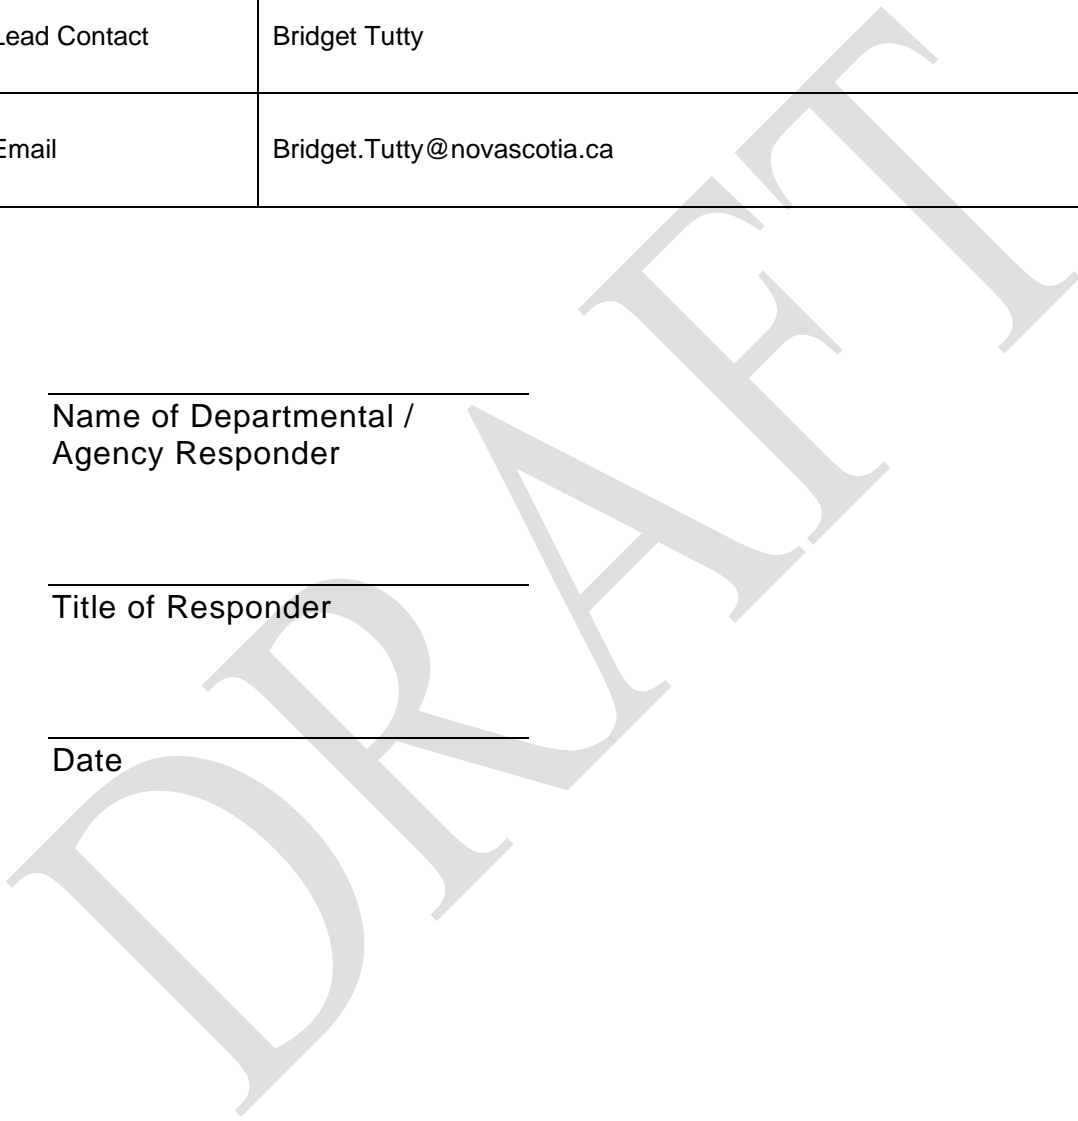 Lead Contact Bridget Tutty
Email Bridget.Tutty@novascotia.ca
Name of Departmental /
Agency Responder
Title of Responder
Date
DRAFT